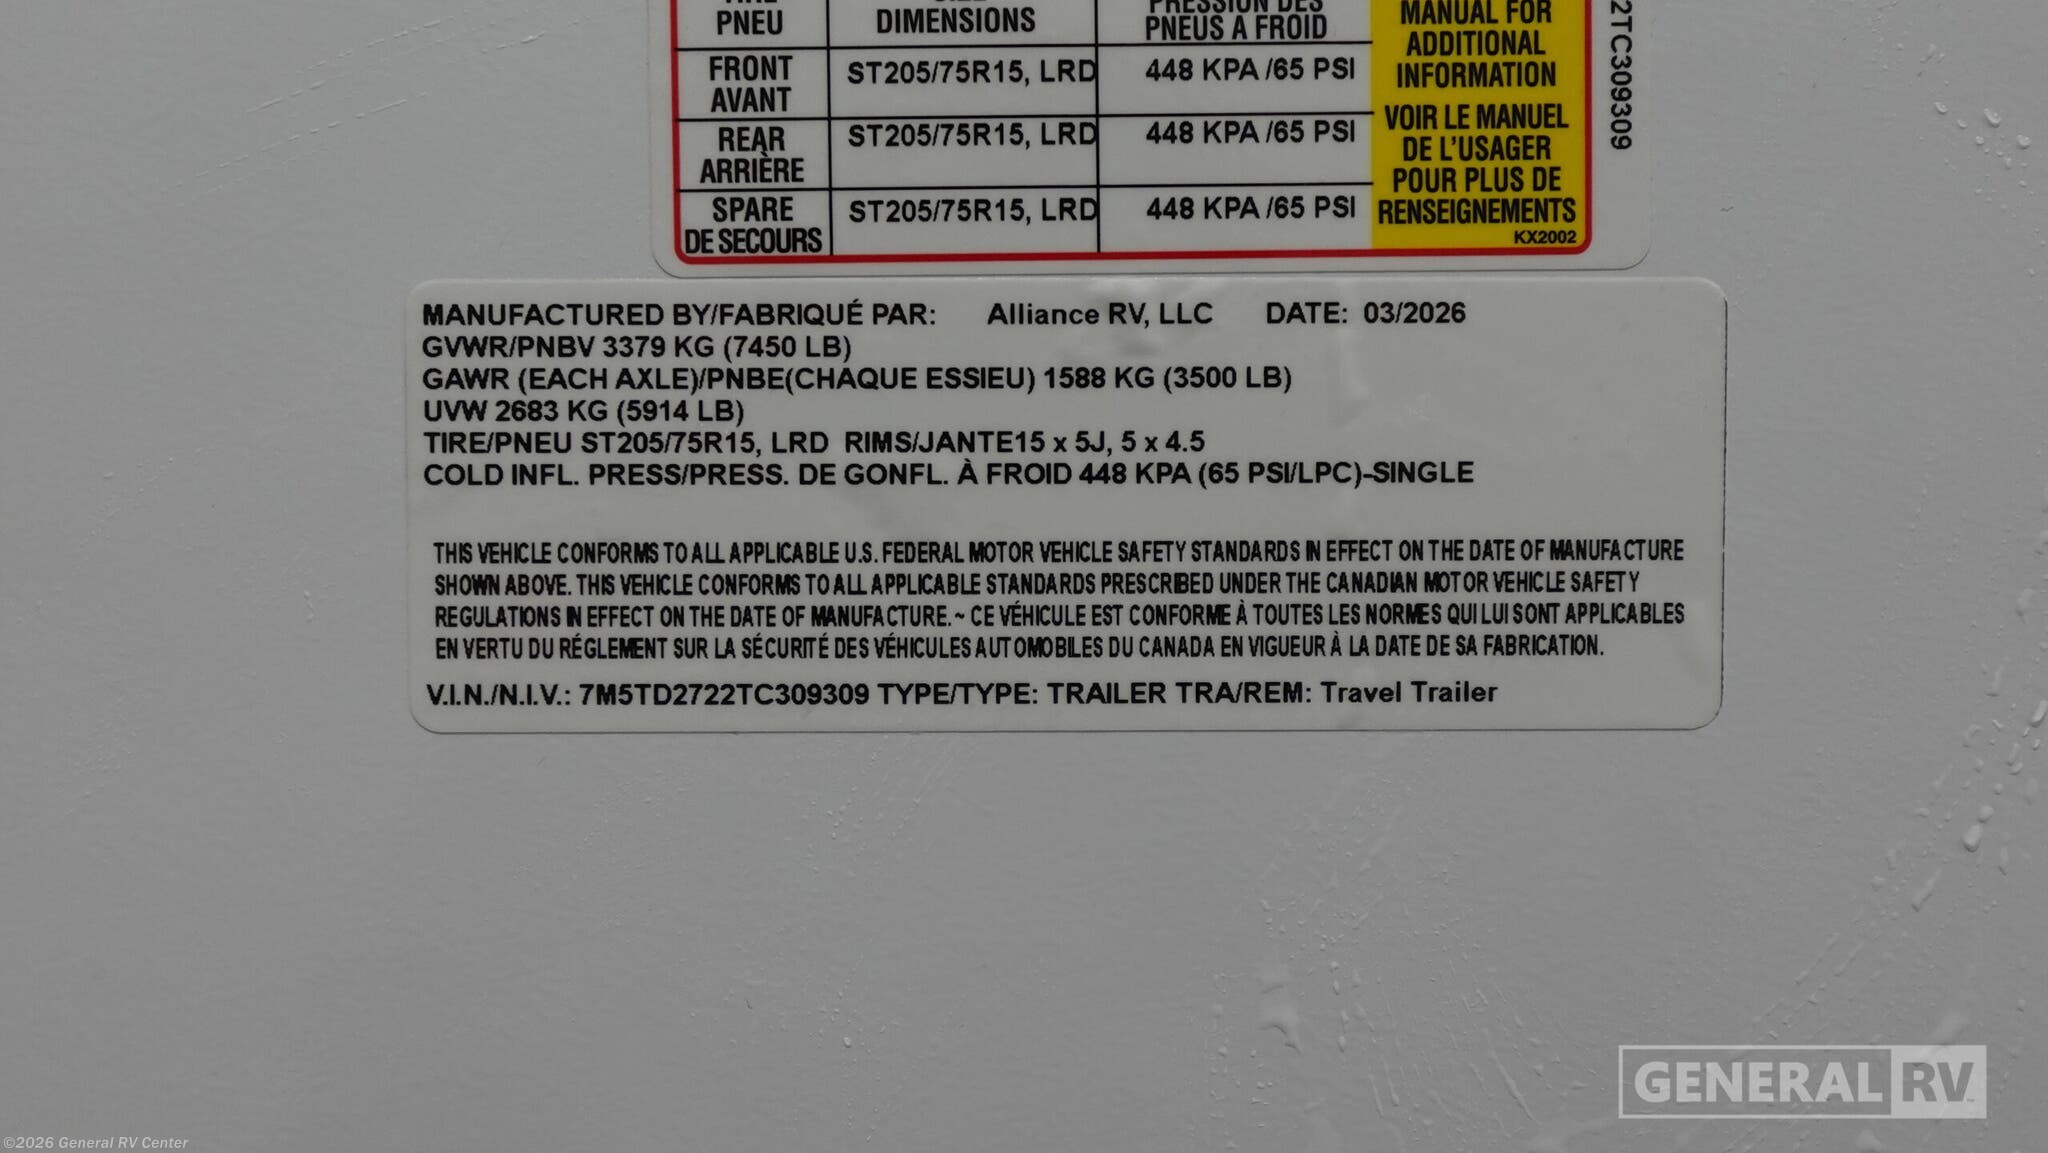 PNEU
DIMENSIONS
PNEUS A FROID
MANUAL FOR
ADDITIONAL
INFORMATION
FRONT
AVANT
ST205/75R15, LRD
448 KPA /65 PSI
REAR
ARRIÈRE
ST205/75R15, LRD
448 KPA /65 PSI
SPARE
DE SECOURS
ST205/75R15, LRD
448 KPA /65 PSI
VOIR LE MANUEL
DE L'USAGER
POUR PLUS DE
RENSEIGNEMENTS
KX2002
2TC309309
MANUFACTURED BY/FABRIQUÉ PAR: Alliance RV, LLC DATE: 03/2026
GVWR/PNBV 3379 KG (7450 LB)
GAWR (EACH AXLE)/PNBE(CHAQUE ESSIEU) 1588 KG (3500 LB)
UVW 2683 KG (5914 LB)
TIRE/PNEU ST205/75R15, LRD RIMS/JANTE15 x 5J, 5 x 4.5
COLD INFL. PRESS/PRESS. DE GONFL. À FROID 448 KPA (65 PSI/LPC)-SINGLE
THIS VEHICLE CONFORMS TO ALL APPLICABLE U.S. FEDERAL MOTOR VEHICLE SAFETY STANDARDS IN EFFECT ON THE DATE OF MANUFACTURE
SHOWN ABOVE. THIS VEHICLE CONFORMS TO ALL APPLICABLE STANDARDS PRESCRIBED UNDER THE CANADIAN MOTOR VEHICLE SAFETY
REGULATIONS IN EFFECT ON THE DATE OF MANUFACTURE. ~ CE VÉHICULE EST CONFORME À TOUTES LES NORMES QUI LUI SONT APPLICABLES
EN VERTU DU RÉGLEMENT SUR LA SÉCURITÉ DES VÉHICULES AUTOMOBILES DU CANADA EN VIGUEUR À LA DATE DE SA FABRICATION.
V.I.N./N.I.V.: 7M5TD2722TC309309 TYPE/TYPE: TRAILER TRA/REM: Travel Trailer
GENERAL RV
©2026 General RV Center